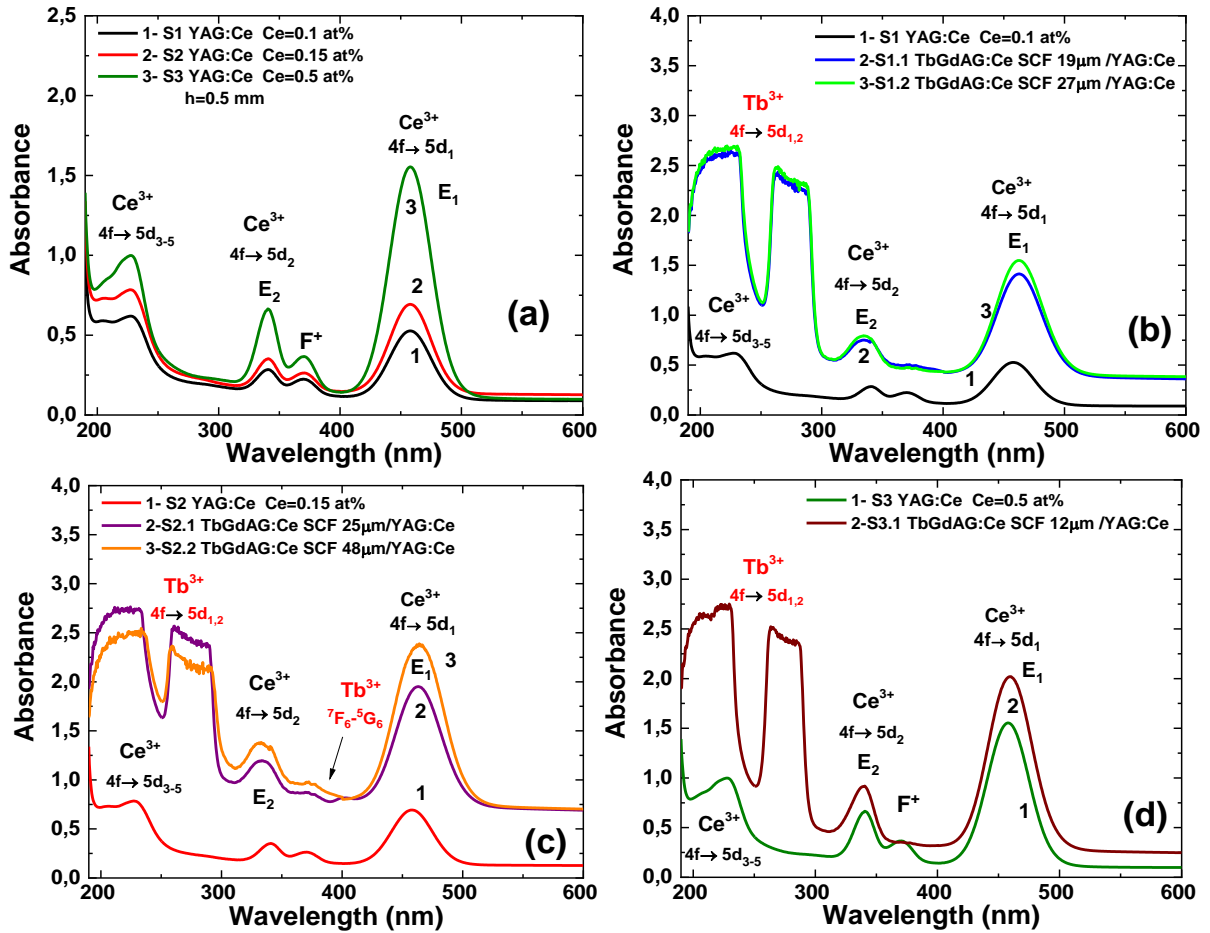 1- S1 YAG:Ce Ce=0.1 at%
2- S2 YAG:Ce Ce=0.15 at%
3- S3 YAG:Ce Ce=0.5 at%
h=0.5 mm
Ce³⁺
4f→ 5d₃₋₅
Ce³⁺
4f→ 5d₂
E₂
F⁺
Ce³⁺
4f→ 5d₁
E₁
3
2
1
(a)
2,5
2,0
1,5
1,0
0,5
0,0
Absorbance
200
300
400
500
600
Wavelength (nm)
1- S1 YAG:Ce Ce=0.1 at%
2-S1.1 TbGdAG:Ce SCF 19μm /YAG:Ce
3-S1.2 TbGdAG:Ce SCF 27μm /YAG:Ce
Tb³⁺
4f→ 5d₁,₂
Ce³⁺
4f→ 5d₃₋₅
Ce³⁺
4f→ 5d₂
E₂
2
Ce³⁺
4f→ 5d₁
E₁
3
1
(b)
4,0
3,5
3,0
2,5
2,0
1,5
1,0
0,5
0,0
Absorbance
200
300
400
500
600
Wavelength (nm)
1- S2 YAG:Ce Ce=0.15 at%
2-S2.1 TbGdAG:Ce SCF 25μm/YAG:Ce
3-S2.2 TbGdAG:Ce SCF 48μm/YAG:Ce
Tb³⁺
4f→ 5d₁,₂
Ce³⁺
4f→ 5d₃₋₅
Ce³⁺
4f→ 5d₂
E₂
Tb³⁺
⁷F₆-⁵G₆
Ce³⁺
4f→ 5d₁
E₁
3
2
1
(c)
4,0
3,5
3,0
2,5
2,0
1,5
1,0
0,5
0,0
Absorbance
200
300
400
500
600
Wavelength (nm)
1- S3 YAG:Ce Ce=0.5 at%
2-S3.1 TbGdAG:Ce SCF 12μm /YAG:Ce
Tb³⁺
4f→ 5d₁,₂
Ce³⁺
4f→ 5d₃₋₅
Ce³⁺
4f→ 5d₂
E₂
F⁺
Ce³⁺
4f→ 5d₁
E₁
2
1
(d)
4,0
3,5
3,0
2,5
2,0
1,5
1,0
0,5
0,0
Absorbance
200
300
400
500
600
Wavelength (nm)